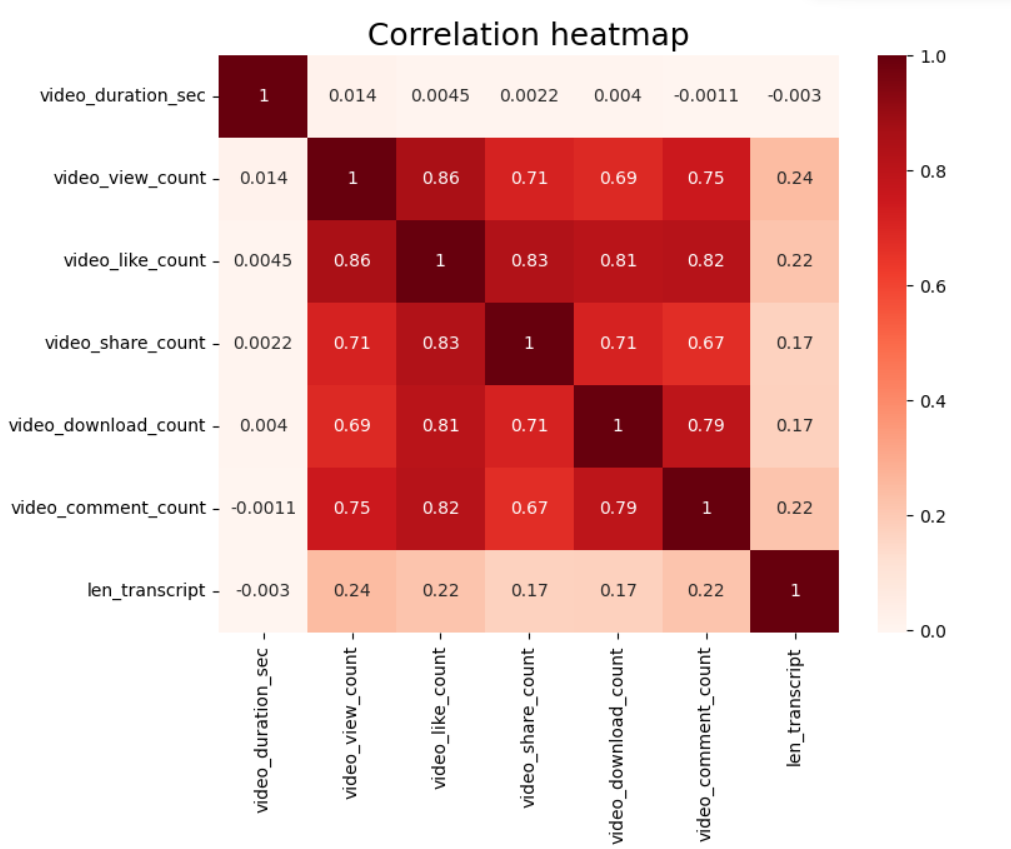 Correlation heatmap
video_duration_sec 1 0.014 0.0045 0.0022 0.004 -0.0011 -0.003
video_view_count 0.014 1 0.86 0.71 0.69 0.75 0.24
video_like_count 0.0045 0.86 1 0.83 0.81 0.82 0.22
video_share_count 0.0022 0.71 0.83 1 0.71 0.67 0.17
video_download_count 0.004 0.69 0.81 0.71 1 0.79 0.17
video_comment_count -0.0011 0.75 0.82 0.67 0.79 1 0.22
len_transcript -0.003 0.24 0.22 0.17 0.17 0.22 1
video_duration_sec
video_view_count
video_like_count
video_share_count
video_download_count
video_comment_count
len_transcript
1.0
0.8
0.6
0.4
0.2
0.0